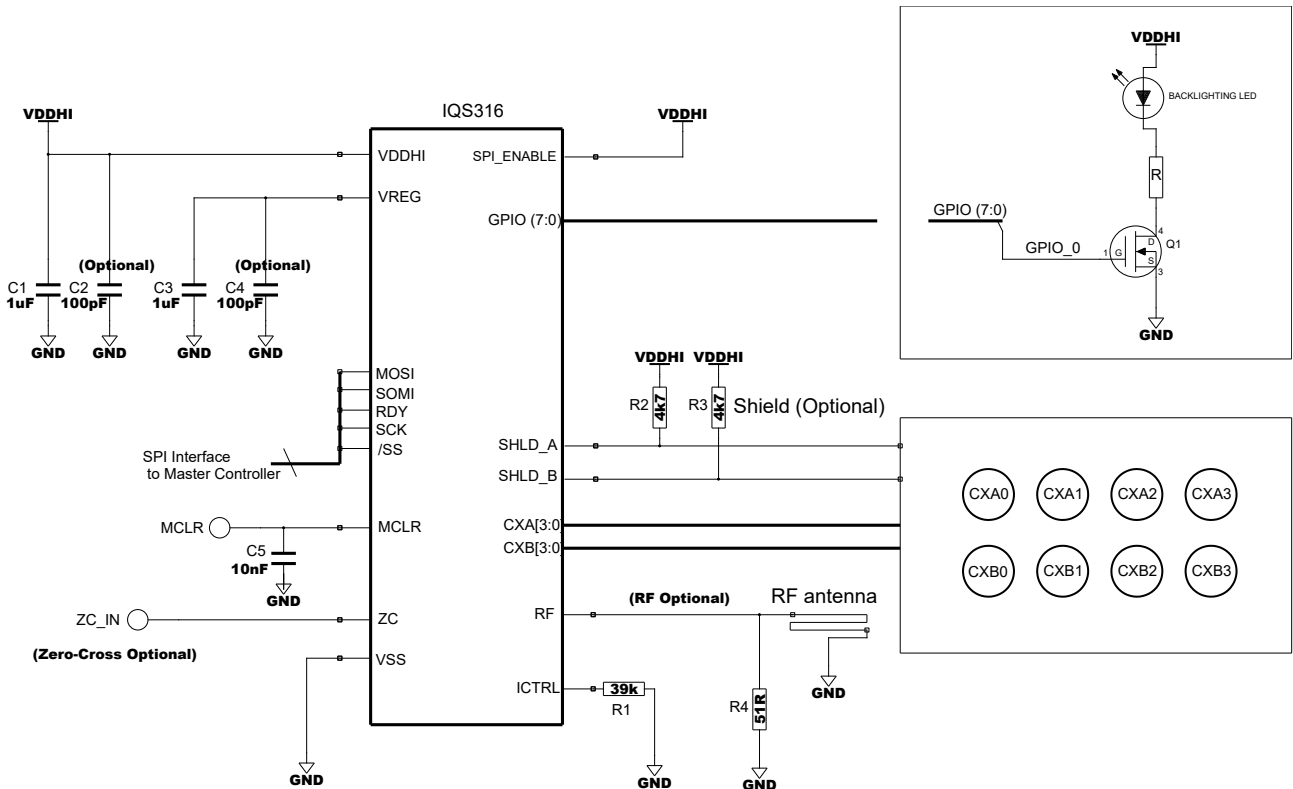 IQS316
VDDHI
VDDHI
VREG
(Optional)
(Optional)
C1
1uF
C2
100pF
C3
1uF
C4
100pF
GND
GND
GND
GND
MOSI
SOMI
RDY
SCK
/SS
SPI Interface
to Master Controller
MCLR
MCLR
C5
10nF
GND
ZC_IN
ZC
(Zero-Cross Optional)
VSS
GND
SPI_ENABLE
VDDHI
GPIO (7:0)
VDDHI
VDDHI
R2
4k7
R3
4k7
Shield (Optional)
SHLD_A
SHLD_B
CXA[3:0]
CXB[3:0]
RF
(RF Optional)
RF antenna
GND
ICTRL
39k
R1
GND
R4
51R
GND
VDDHI
BACKLIGHTING LED
R
GPIO (7:0)
GPIO_0
1
G
D
S
4
3
Q1
GND
CXA0
CXA1
CXA2
CXA3
CXB0
CXB1
CXB2
CXB3